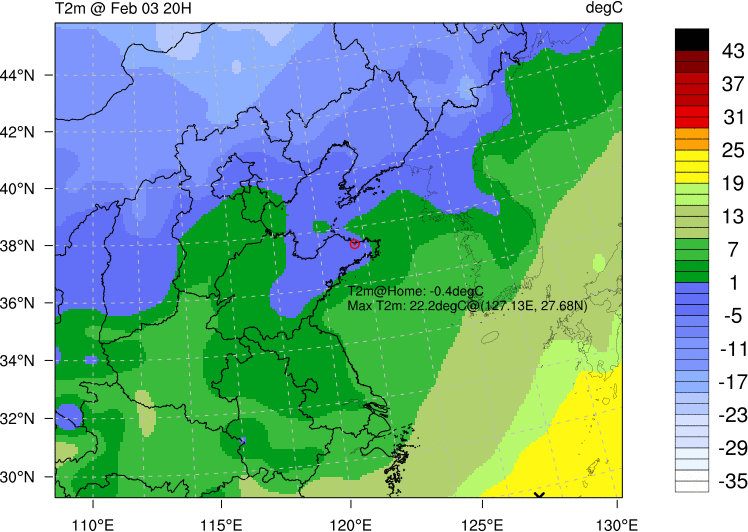 T2m @ Feb 03 20H
degC
44°N
42°N
40°N
38°N
36°N
34°N
32°N
30°N
110°E
115°E
120°E
125°E
130°E
T2m@Home: -0.4degC
Max T2m: 22.2degC@(127.13E, 27.68N)
43
37
31
25
19
13
7
1
-5
-11
-17
-23
-29
-35